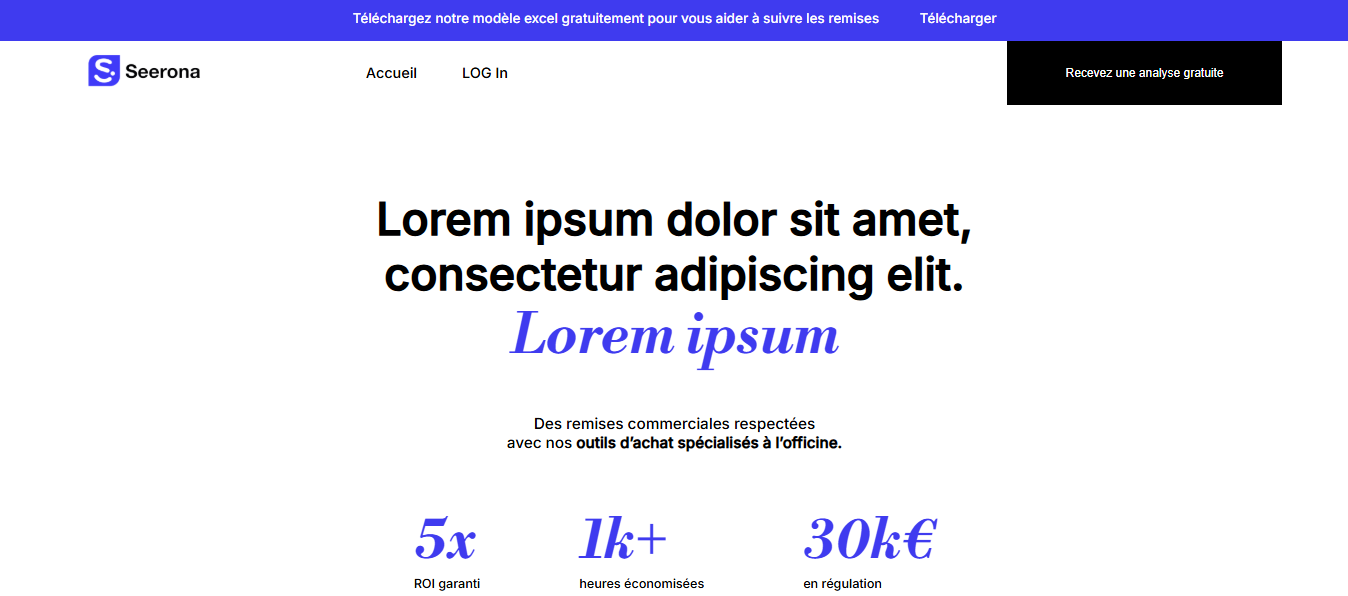 Téléchargez notre modèle excel gratuitement pour vous aider à suivre les remises
Télécharger
Seerona
Accueil
LOG In
Recevez une analyse gratuite
Lorem ipsum dolor sit amet,
consectetur adipiscing elit.
Lorem ipsum
Des remises commerciales respectées
avec nos outils d’achat spécialisés à l’officine.
5x
1k+
30k€
ROI garanti
heures économisées
en régulation